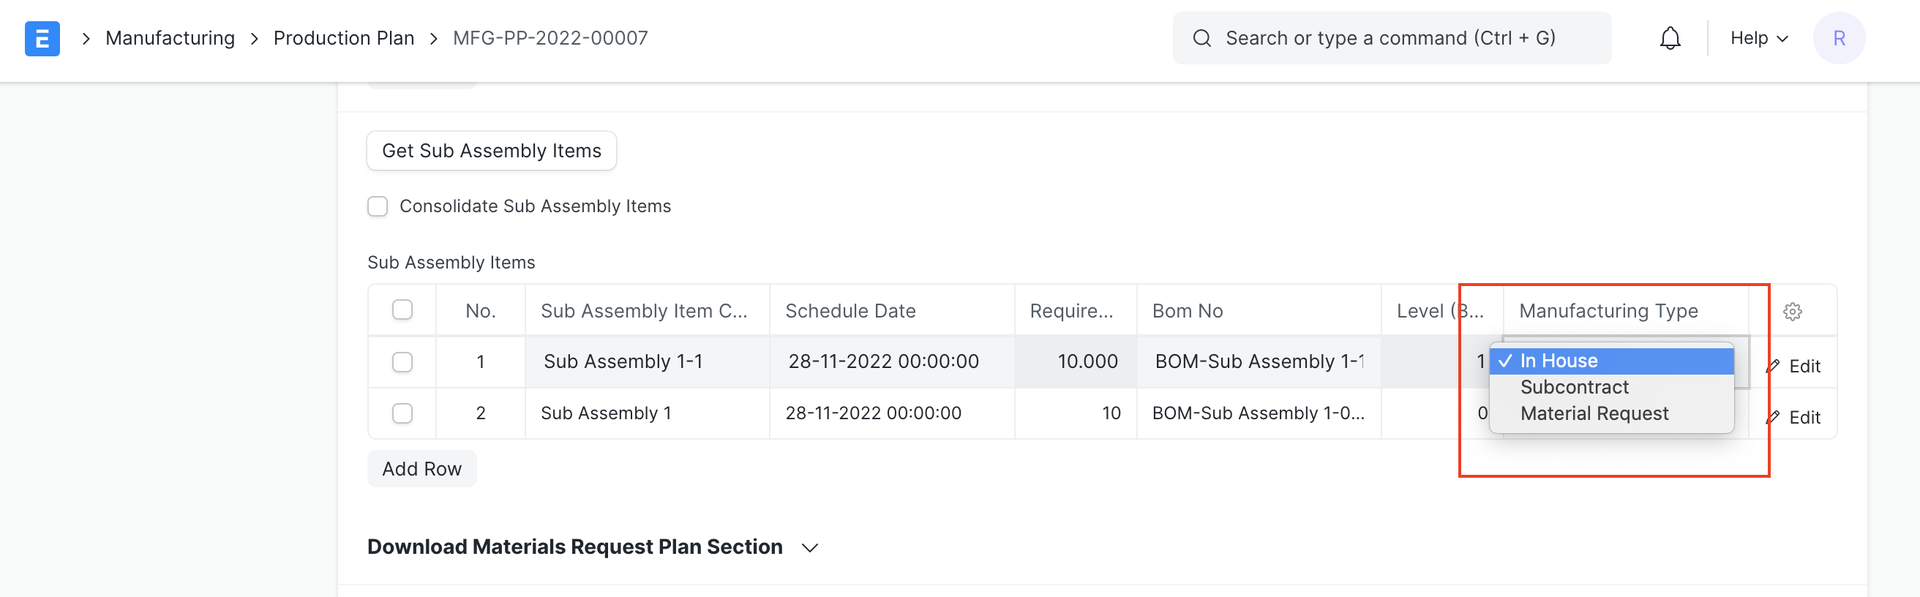 E Manufacturing Production Plan MFG-PP-2022-00007 Search or type a command (Ctrl + G) Help R
Get Sub Assembly Items
Consolidate Sub Assembly Items
Sub Assembly Items
No. Sub Assembly Item C... Schedule Date Require... Bom No Level (B... Manufacturing Type
1 Sub Assembly 1-1 28-11-2022 00:00:00 10.000 BOM-Sub Assembly 1-1 1 In House Edit
Subcontract
2 Sub Assembly 1 28-11-2022 00:00:00 10 BOM-Sub Assembly 1-0... 0 Material Request Edit
Add Row
Download Materials Request Plan Section